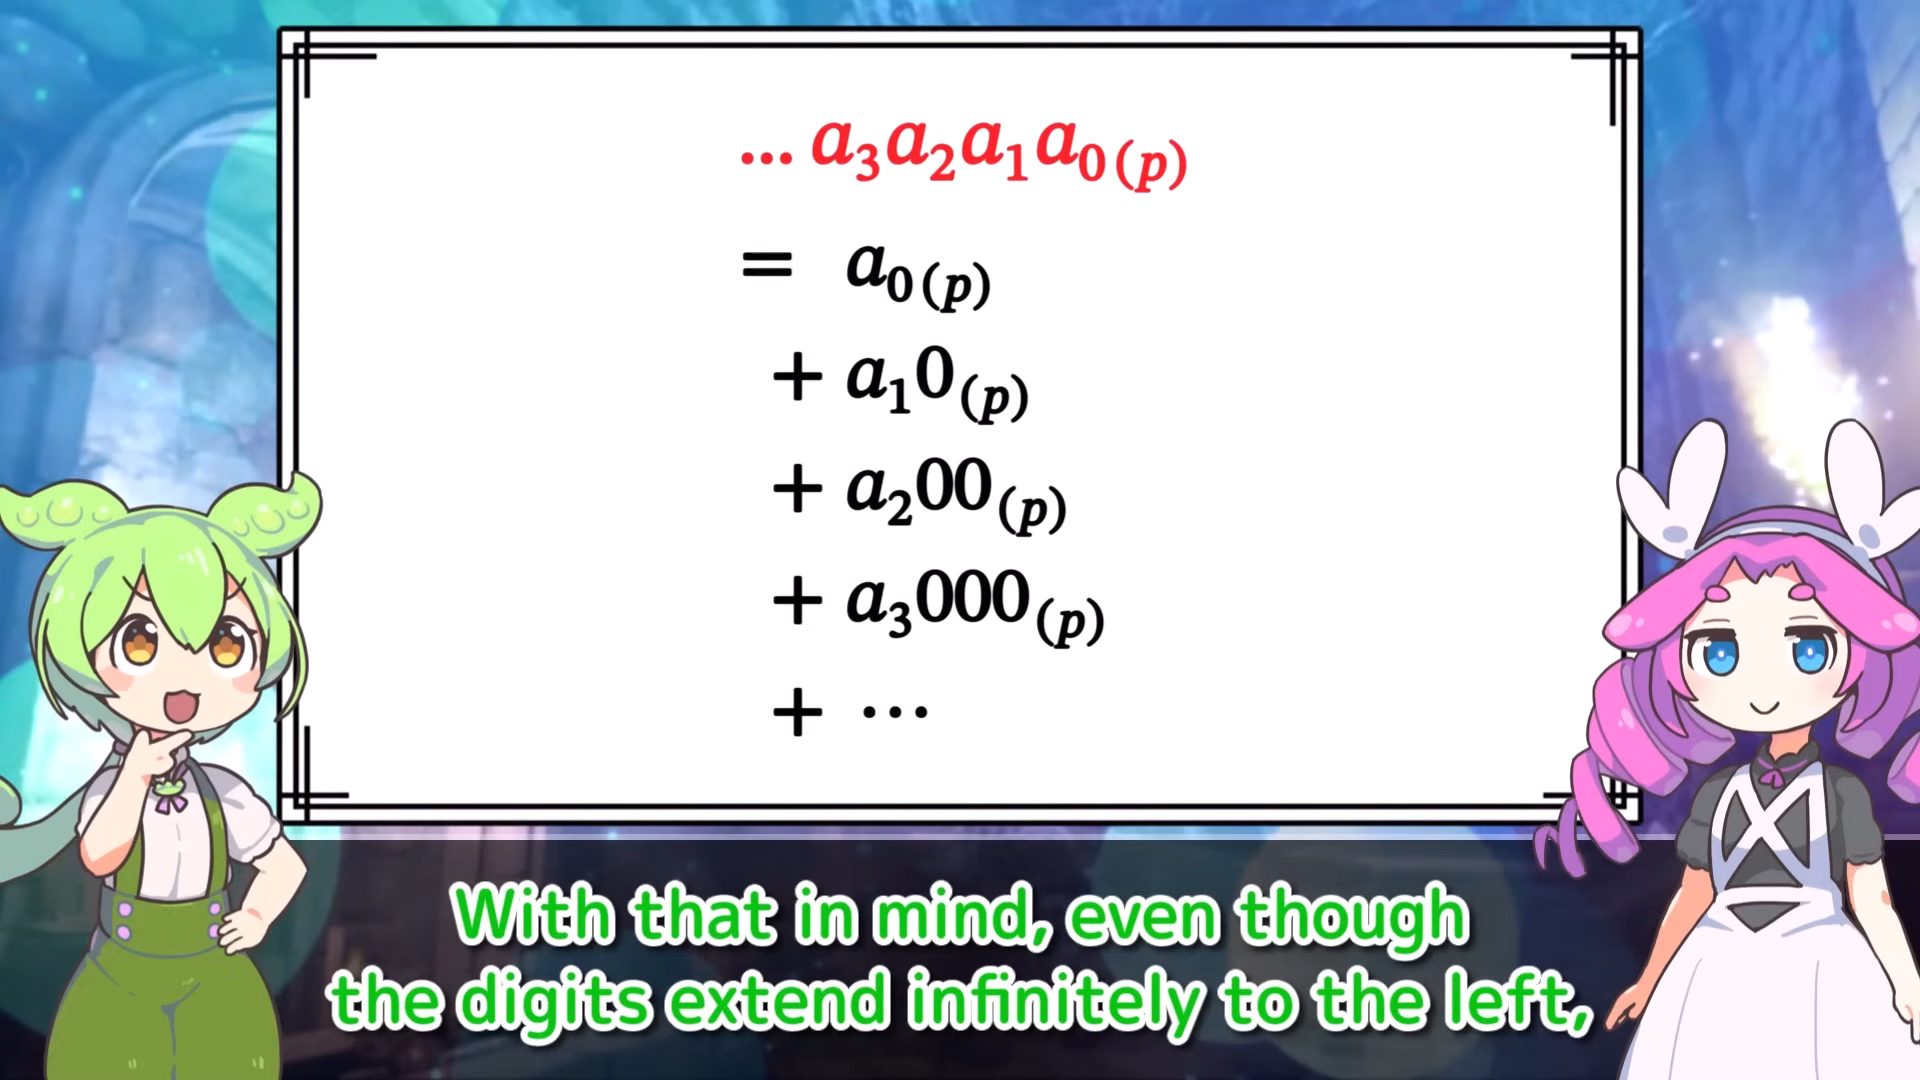 ... a₃a₂a₁a₀₍ₚ₎
= a₀₍ₚ₎
+ a₁0₍ₚ₎
+ a₂00₍ₚ₎
+ a₃000₍ₚ₎
+ ⋯
With that in mind, even though
the digits extend infinitely to the left,